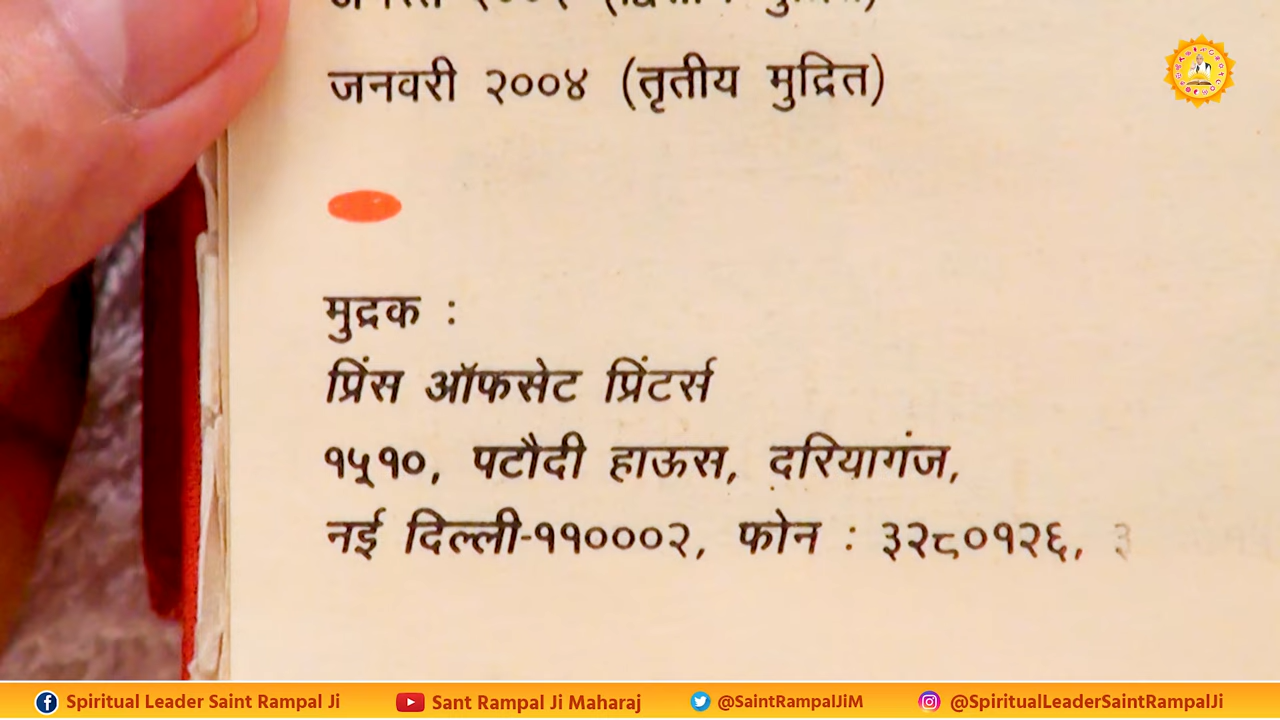 जनवरी २००४ (तृतीय मुद्रित)
मुद्रक :
प्रिंस ऑफसेट प्रिंटर्स
१५१०, पटौदी हाऊस, दरियागंज,
नई दिल्ली-११०००२, फोन : ३२८०१२६, ३
Spiritual Leader Saint Rampal Ji
Sant Rampal Ji Maharaj
@SaintRampalJiM
@SpiritualLeaderSaintRampalJi